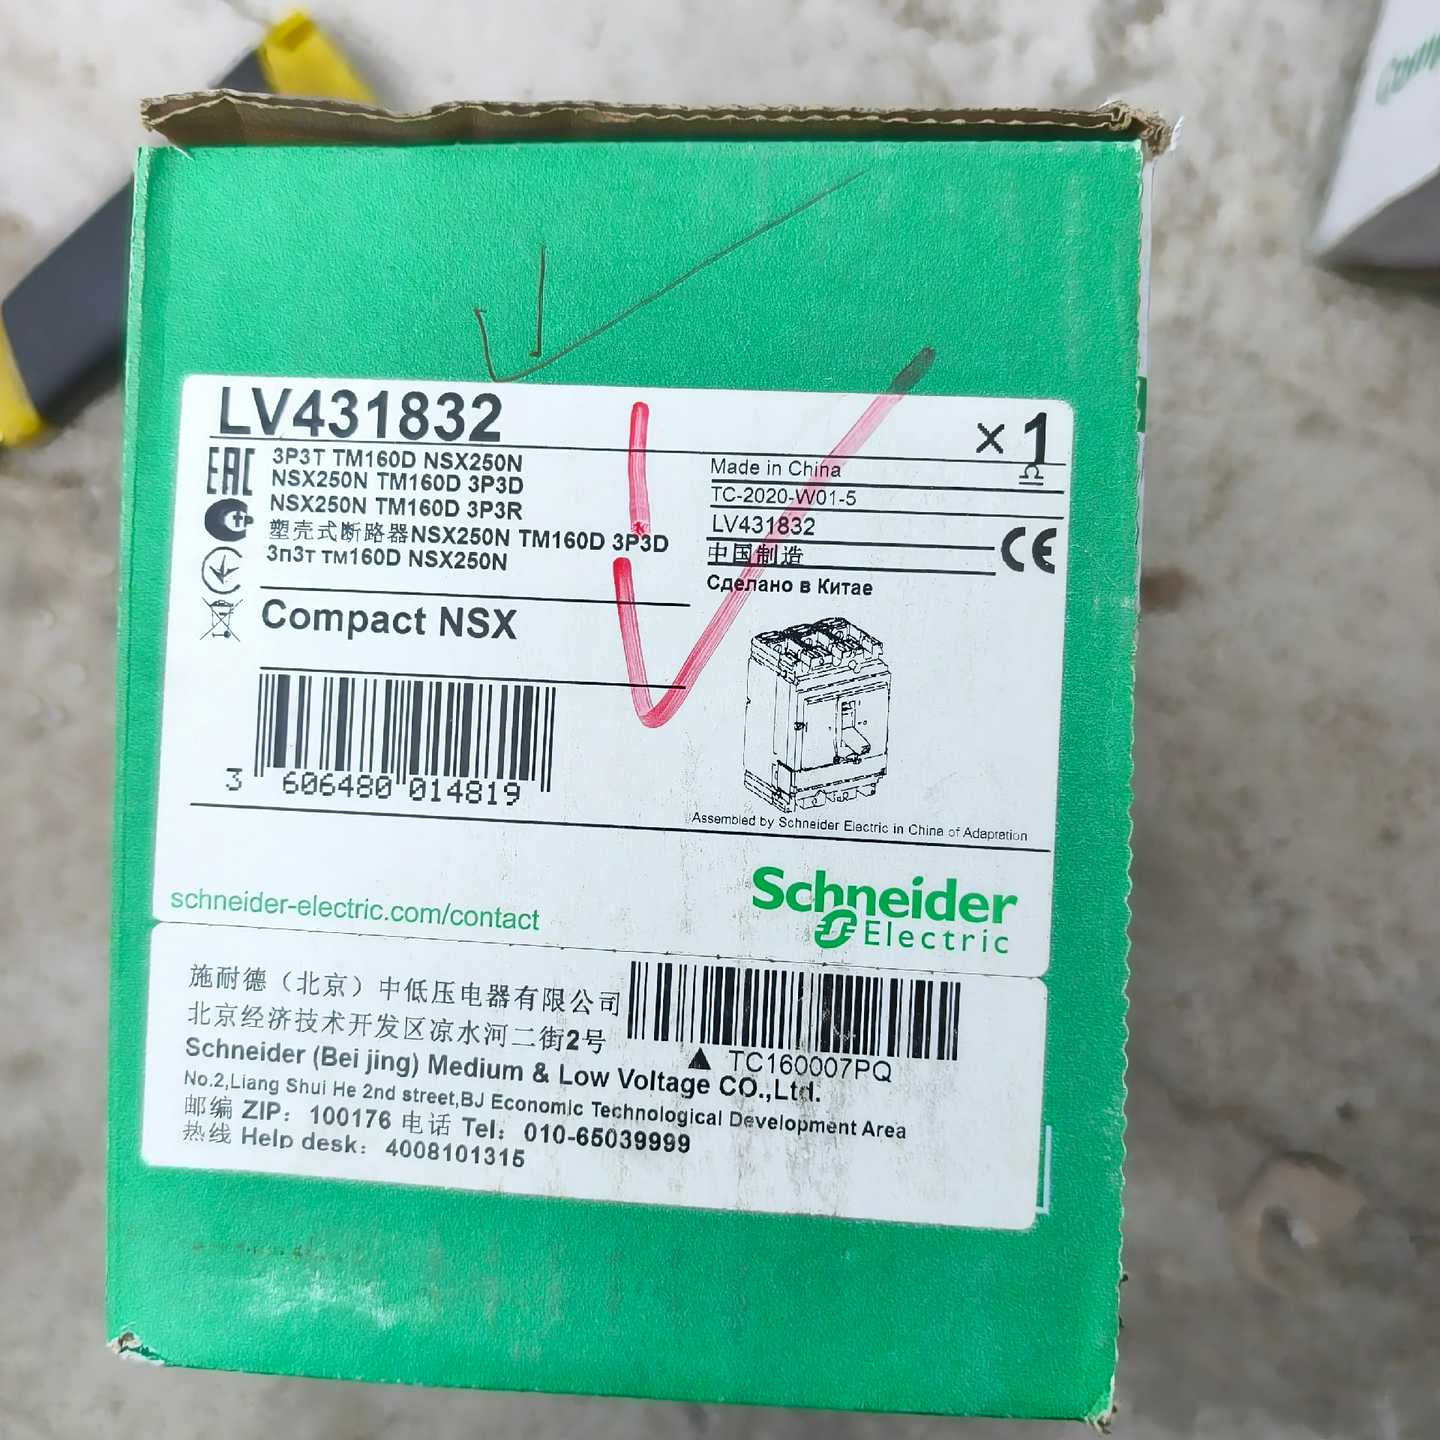 LV431832
×1
3P3T TM160D NSX250N
NSX250N TM160D 3P3D
NSX250N TM160D 3P3R
塑壳式断路器NSX250N TM160D 3P3D
3п3т тм160D NSX250N
EAC
Compact NSX
Made in China
TC-2020-W01-5
LV431832
中国制造
Сделано в Китае
CE
3 606480 014819
Assembled by Schneider Electric in China of Adaptation
schneider-electric.com/contact
Schneider
Electric
施耐德（北京）中低压电器有限公司
北京经济技术开发区凉水河二街2号
▲ TC160007PQ
Schneider (Bei jing) Medium & Low Voltage CO.,Ltd.
No.2,Liang Shui He 2nd street,BJ Economic Technological Development Area
邮编 ZIP：100176 电话 Tel：010-65039999
热线 Help desk：4008101315